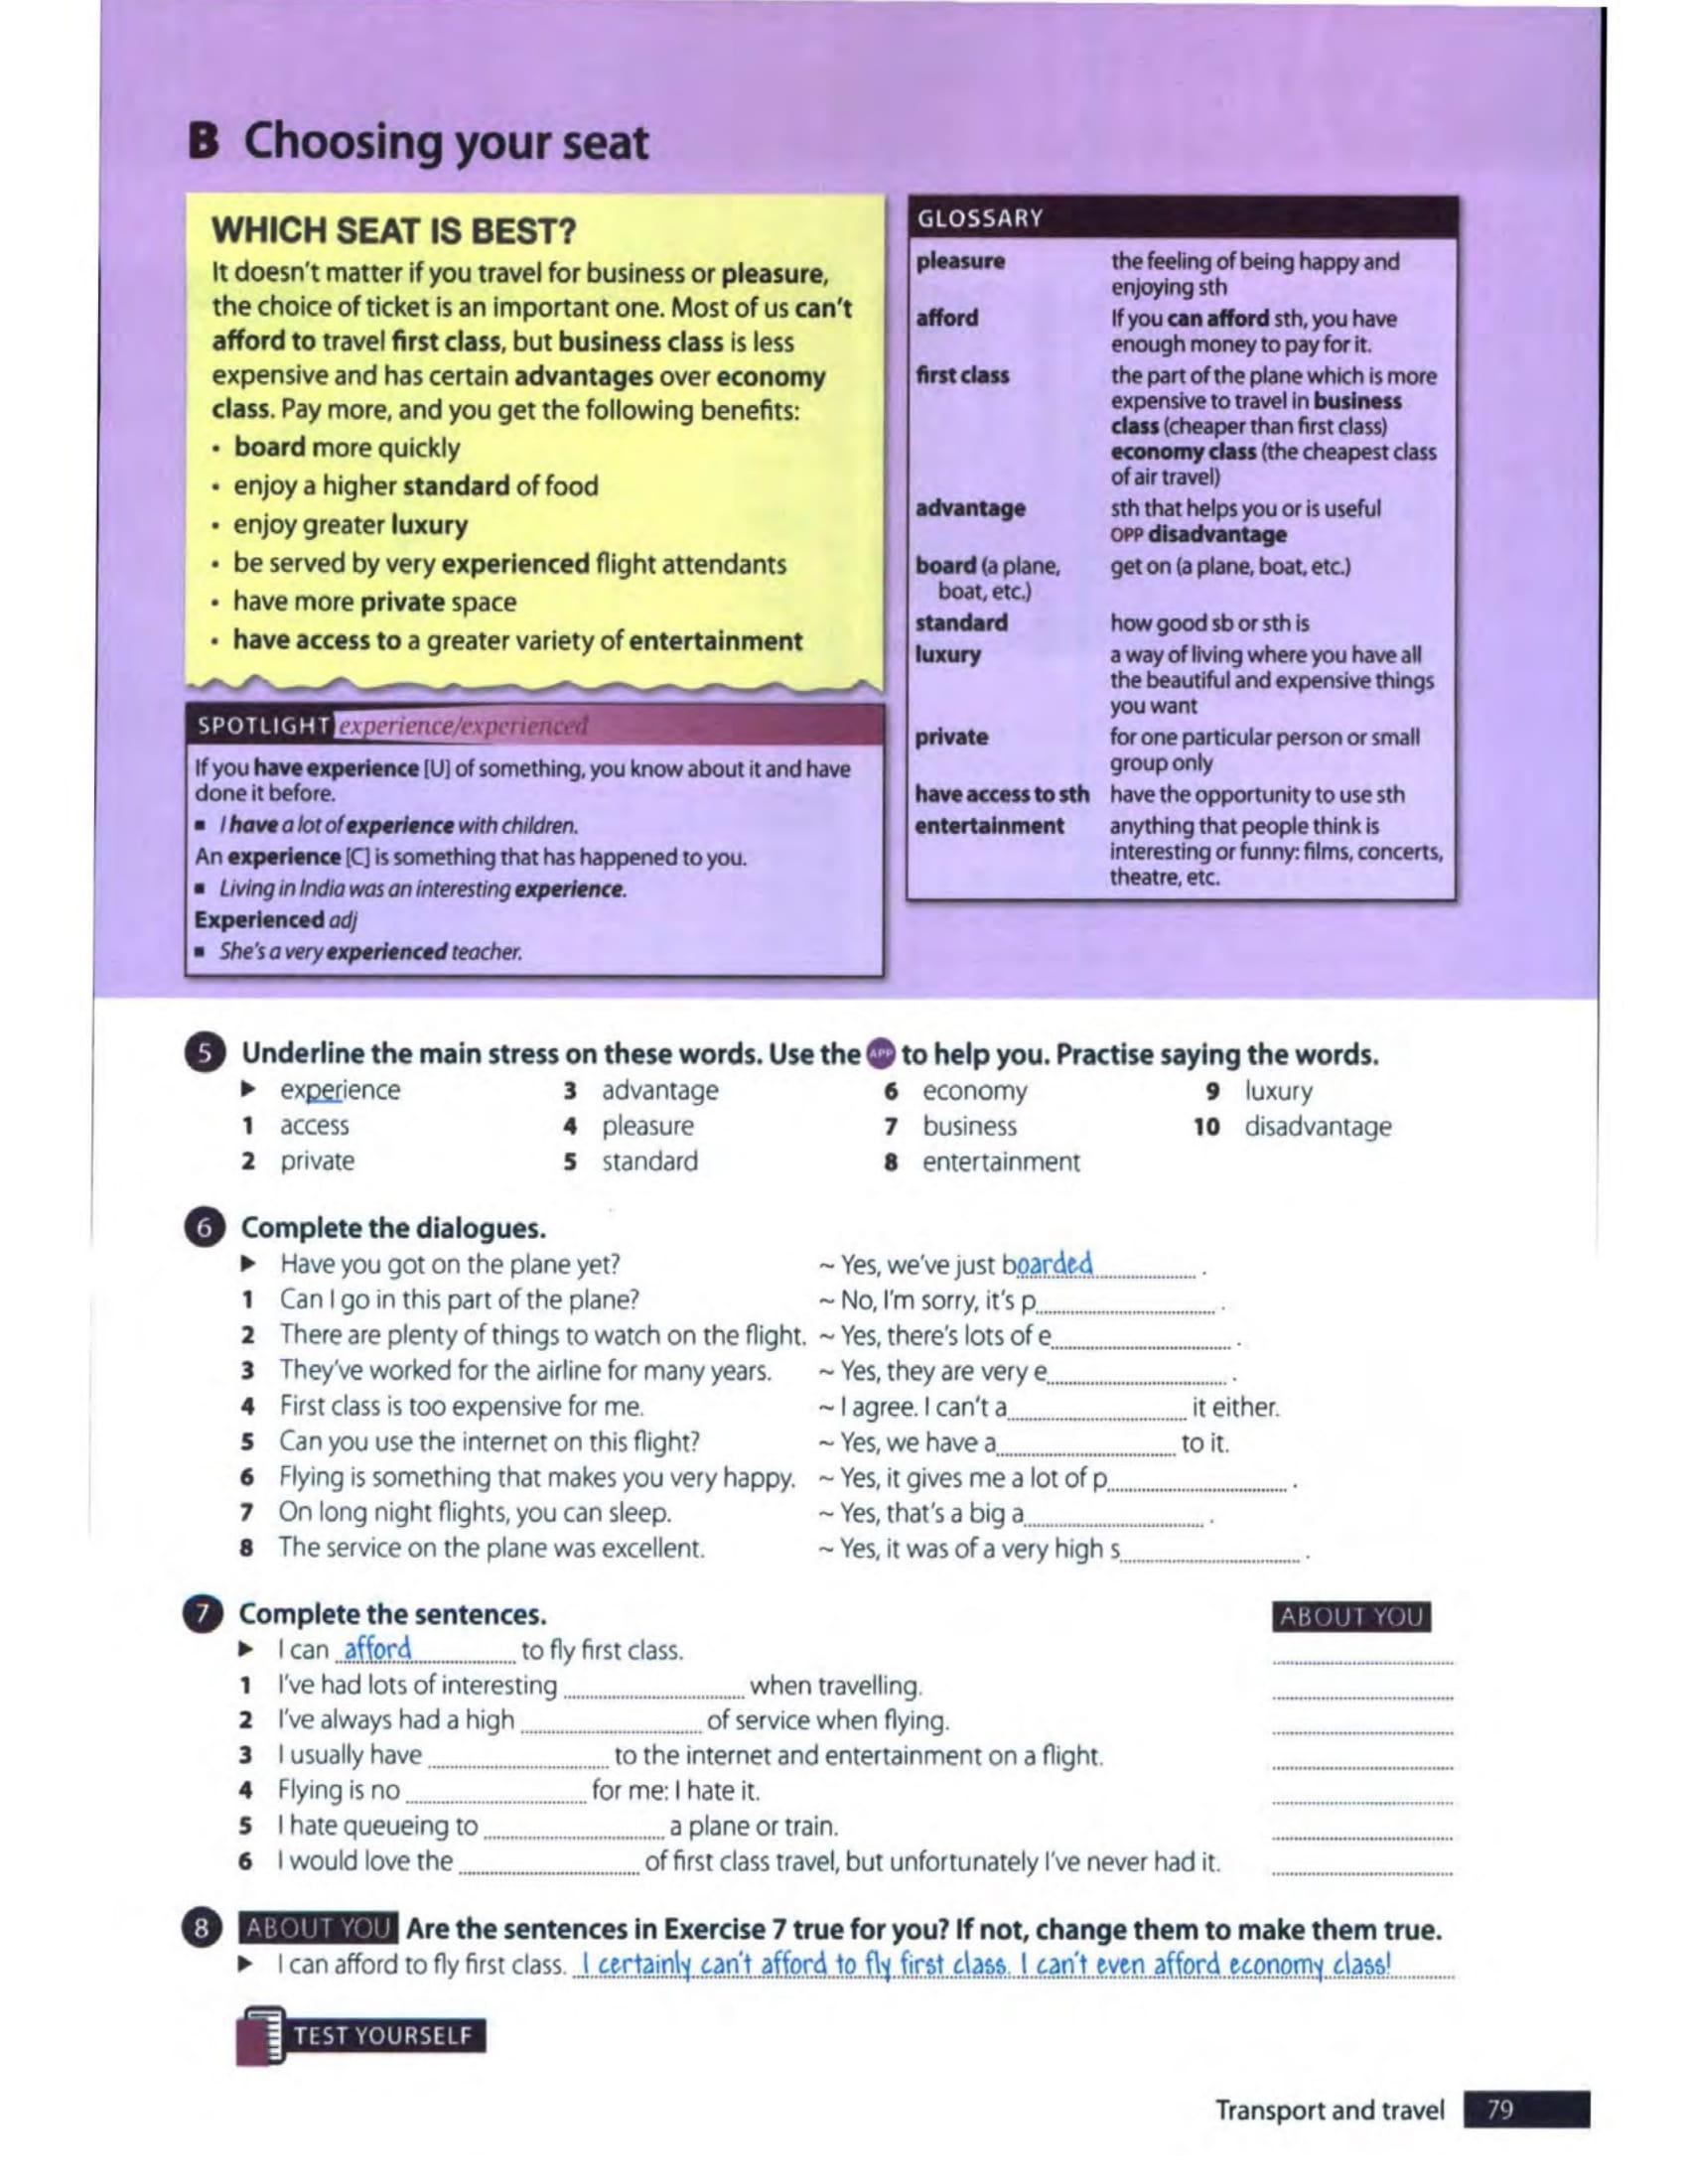 B Choosing your seat
WHICH SEAT IS BEST?
It doesn't matter if you travel for business or pleasure,
the choice of ticket is an important one. Most of us can't
afford to travel first class, but business class is less
expensive and has certain advantages over economy
class. Pay more, and you get the following benefits:
• board more quickly
• enjoy a higher standard of food
• enjoy greater luxury
• be served by very experienced flight attendants
• have more private space
• have access to a greater variety of entertainment
SPOTLIGHT experience/experienced
If you have experience [U] of something, you know about it and have
done it before.
▪ I have a lot of experience with children.
An experience [C] is something that has happened to you.
▪ Living in India was an interesting experience.
Experienced adj
▪ She's a very experienced teacher.
GLOSSARY
pleasure the feeling of being happy and
enjoying sth
afford If you can afford sth, you have
enough money to pay for it.
first class the part of the plane which is more
expensive to travel in business
class (cheaper than first class)
economy class (the cheapest class
of air travel)
advantage sth that helps you or is useful
OPP disadvantage
board (a plane, get on (a plane, boat, etc.)
boat, etc.)
standard how good sb or sth is
luxury a way of living where you have all
the beautiful and expensive things
you want
private for one particular person or small
group only
have access to sth have the opportunity to use sth
entertainment anything that people think is
interesting or funny: films, concerts,
theatre, etc.
5 Underline the main stress on these words. Use the APP to help you. Practise saying the words.
▶ experience 3 advantage 6 economy 9 luxury
1 access 4 pleasure 7 business 10 disadvantage
2 private 5 standard 8 entertainment
6 Complete the dialogues.
▶ Have you got on the plane yet? ~ Yes, we've just boarded .
1 Can I go in this part of the plane? ~ No, I'm sorry, it's p .
2 There are plenty of things to watch on the flight. ~ Yes, there's lots of e .
3 They've worked for the airline for many years. ~ Yes, they are very e .
4 First class is too expensive for me. ~ I agree. I can't a it either.
5 Can you use the internet on this flight? ~ Yes, we have a to it.
6 Flying is something that makes you very happy. ~ Yes, it gives me a lot of p .
7 On long night flights, you can sleep. ~ Yes, that's a big a .
8 The service on the plane was excellent. ~ Yes, it was of a very high s .
7 Complete the sentences. ABOUT YOU
▶ I can afford to fly first class.
1 I've had lots of interesting when travelling.
2 I've always had a high of service when flying.
3 I usually have to the internet and entertainment on a flight.
4 Flying is no for me: I hate it.
5 I hate queueing to a plane or train.
6 I would love the of first class travel, but unfortunately I've never had it.
8 ABOUT YOU Are the sentences in Exercise 7 true for you? If not, change them to make them true.
▶ I can afford to fly first class. I certainly can't afford to fly first class. I can't even afford economy class!
TEST YOURSELF
Transport and travel 79